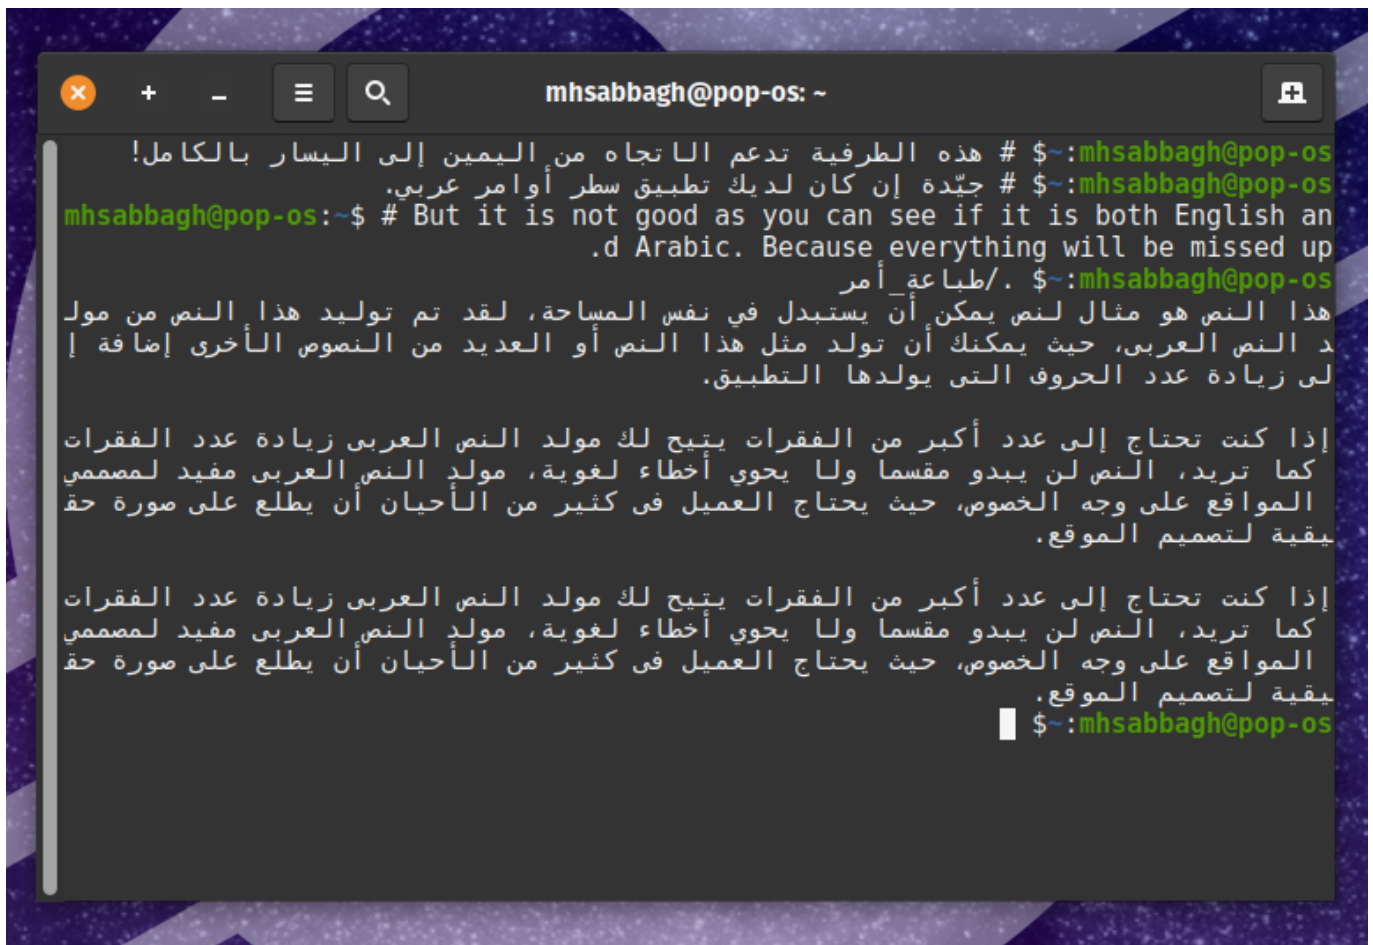 mhsabbagh@pop-os: ~
mhsabbagh@pop-os:~$ # هذه الطرفية تدعم الاتجاه من اليمين إلى اليسار بالكامل!
mhsabbagh@pop-os:~$ # جيّدة إن كان لديك تطبيق سطر أوامر عربي.
mhsabbagh@pop-os:~$ # But it is not good as you can see if it is both English an
d Arabic. Because everything will be missed up.
mhsabbagh@pop-os:~$ ./طباعة_أمر
هذا النص هو مثال لنص يمكن أن يستبدل في نفس المساحة، لقد تم توليد هذا النص من مول
د النص العربى، حيث يمكنك أن تولد مثل هذا النص أو العديد من النصوص الأخرى إضافة إ
لى زيادة عدد الحروف التى يولدها التطبيق.
إذا كنت تحتاج إلى عدد أكبر من الفقرات يتيح لك مولد النص العربى زيادة عدد الفقرات
كما تريد، النص لن يبدو مقسما ولا يحوي أخطاء لغوية، مولد النص العربى مفيد لمصممي
المواقع على وجه الخصوص، حيث يحتاج العميل فى كثير من الأحيان أن يطلع على صورة حق
يقية لتصميم الموقع.
إذا كنت تحتاج إلى عدد أكبر من الفقرات يتيح لك مولد النص العربى زيادة عدد الفقرات
كما تريد، النص لن يبدو مقسما ولا يحوي أخطاء لغوية، مولد النص العربى مفيد لمصممي
المواقع على وجه الخصوص، حيث يحتاج العميل فى كثير من الأحيان أن يطلع على صورة حق
يقية لتصميم الموقع.
mhsabbagh@pop-os:~$